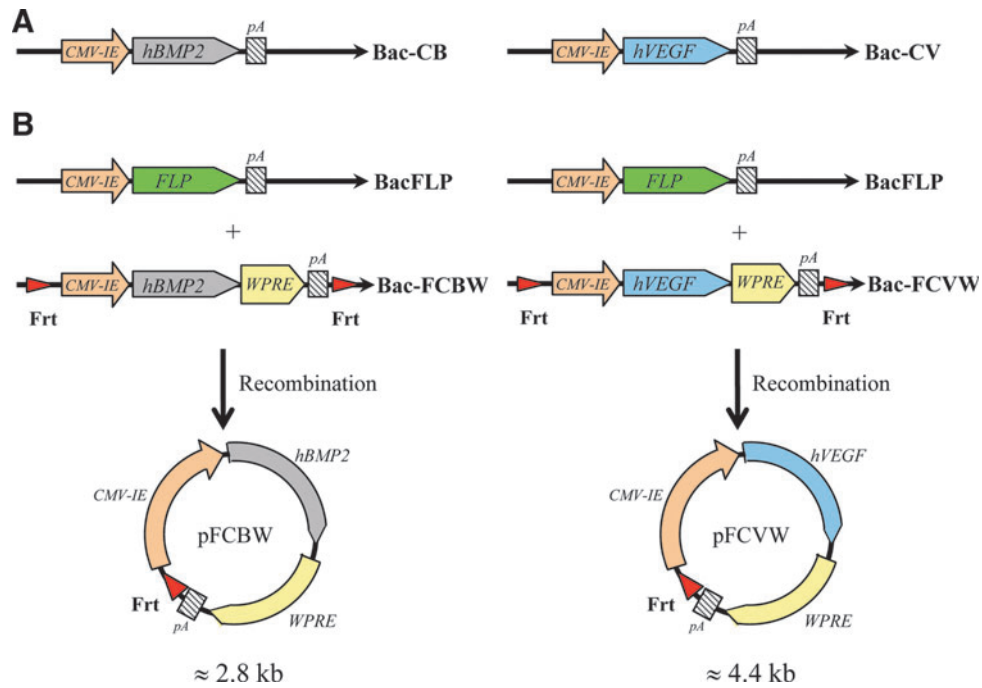 A
CMV-IE hBMP2 pA Bac-CB
CMV-IE hVEGF pA Bac-CV
B
CMV-IE FLP pA BacFLP
CMV-IE FLP pA BacFLP
+
+
CMV-IE hBMP2 WPRE pA Bac-FCBW
CMV-IE hVEGF WPRE pA Bac-FCVW
Frt Frt
Frt Frt
Recombination
Recombination
hBMP2
CMV-IE
pFCBW
Frt
pA
WPRE
≈ 2.8 kb
hVEGF
CMV-IE
pFCVW
Frt
pA
WPRE
≈ 4.4 kb